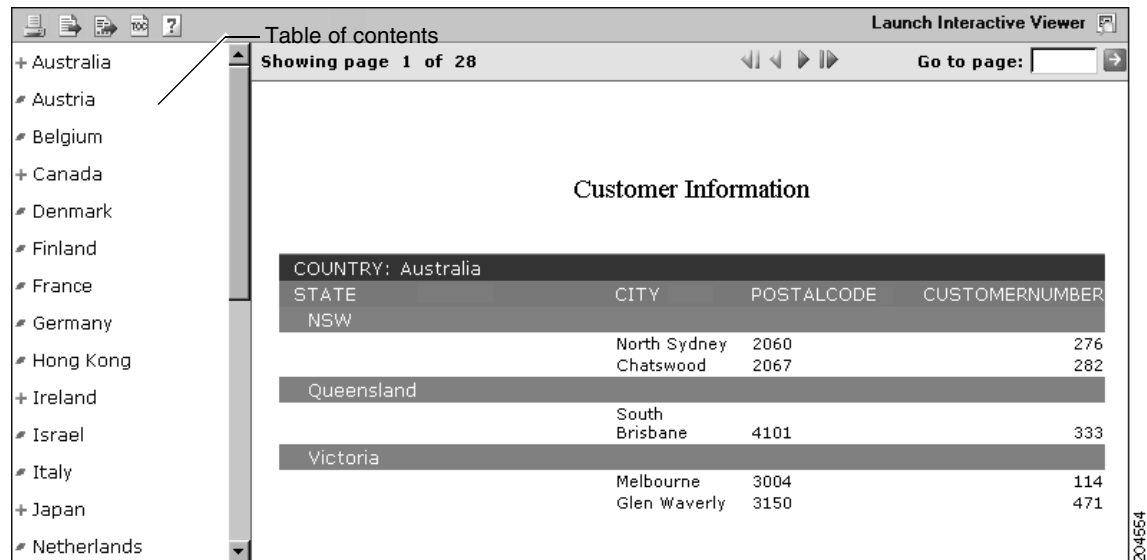 TOC
?
Launch Interactive Viewer
Table of contents
Showing page 1 of 28
Go to page:
+ Australia
Austria
Belgium
+ Canada
Denmark
Finland
France
Germany
Hong Kong
+ Ireland
Israel
Italy
+ Japan
Netherlands
Customer Information
COUNTRY: Australia
STATE CITY POSTALCODE CUSTOMERNUMBER
NSW
North Sydney 2060 276
Chatswood 2067 282
Queensland
South
Brisbane 4101 333
Victoria
Melbourne 3004 114
Glen Waverly 3150 471
204554